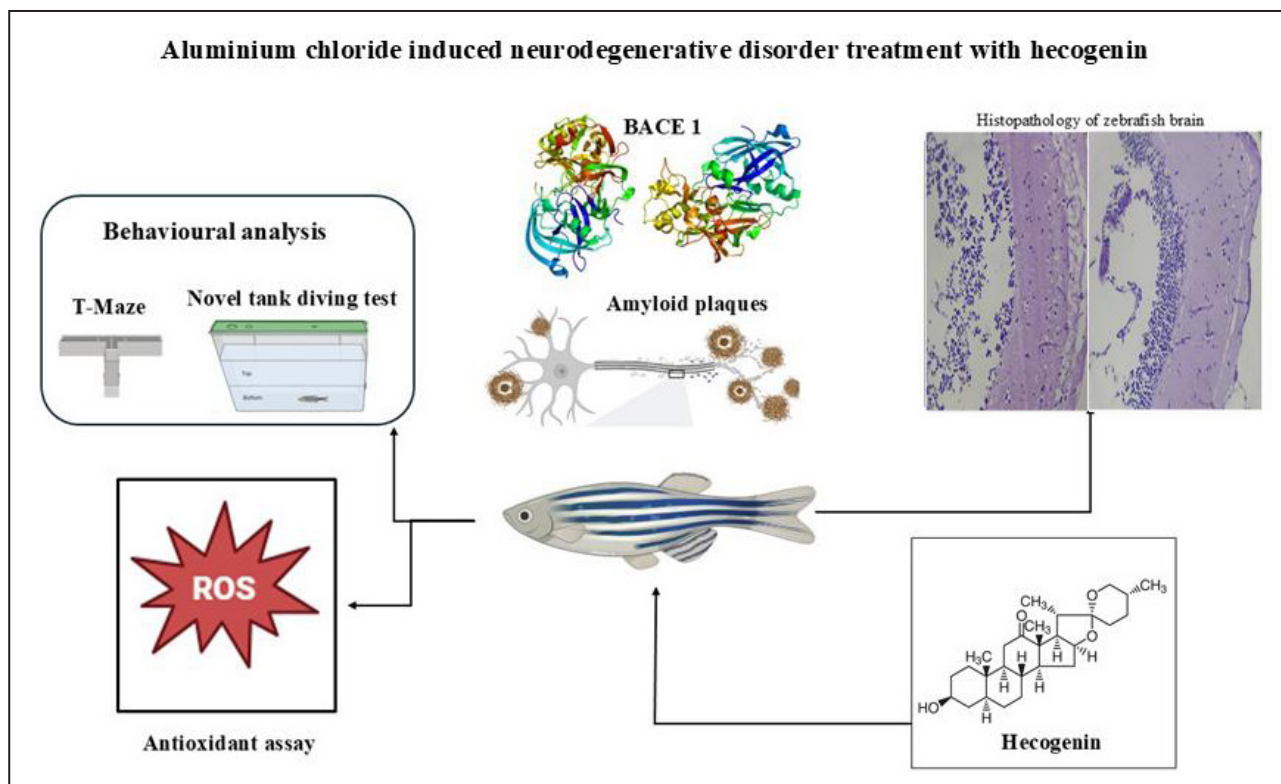 Aluminium chloride induced neurodegenerative disorder treatment with hecogenin
BACE 1
Histopathology of zebrafish brain
Behavioural analysis
T-Maze
Novel tank diving test
Top
Bottom
Amyloid plaques
ROS
Antioxidant assay
CH₃
CH₃
O
O
CH₃
O
H₃C
H
H
H
H
H
HO
H
Hecogenin